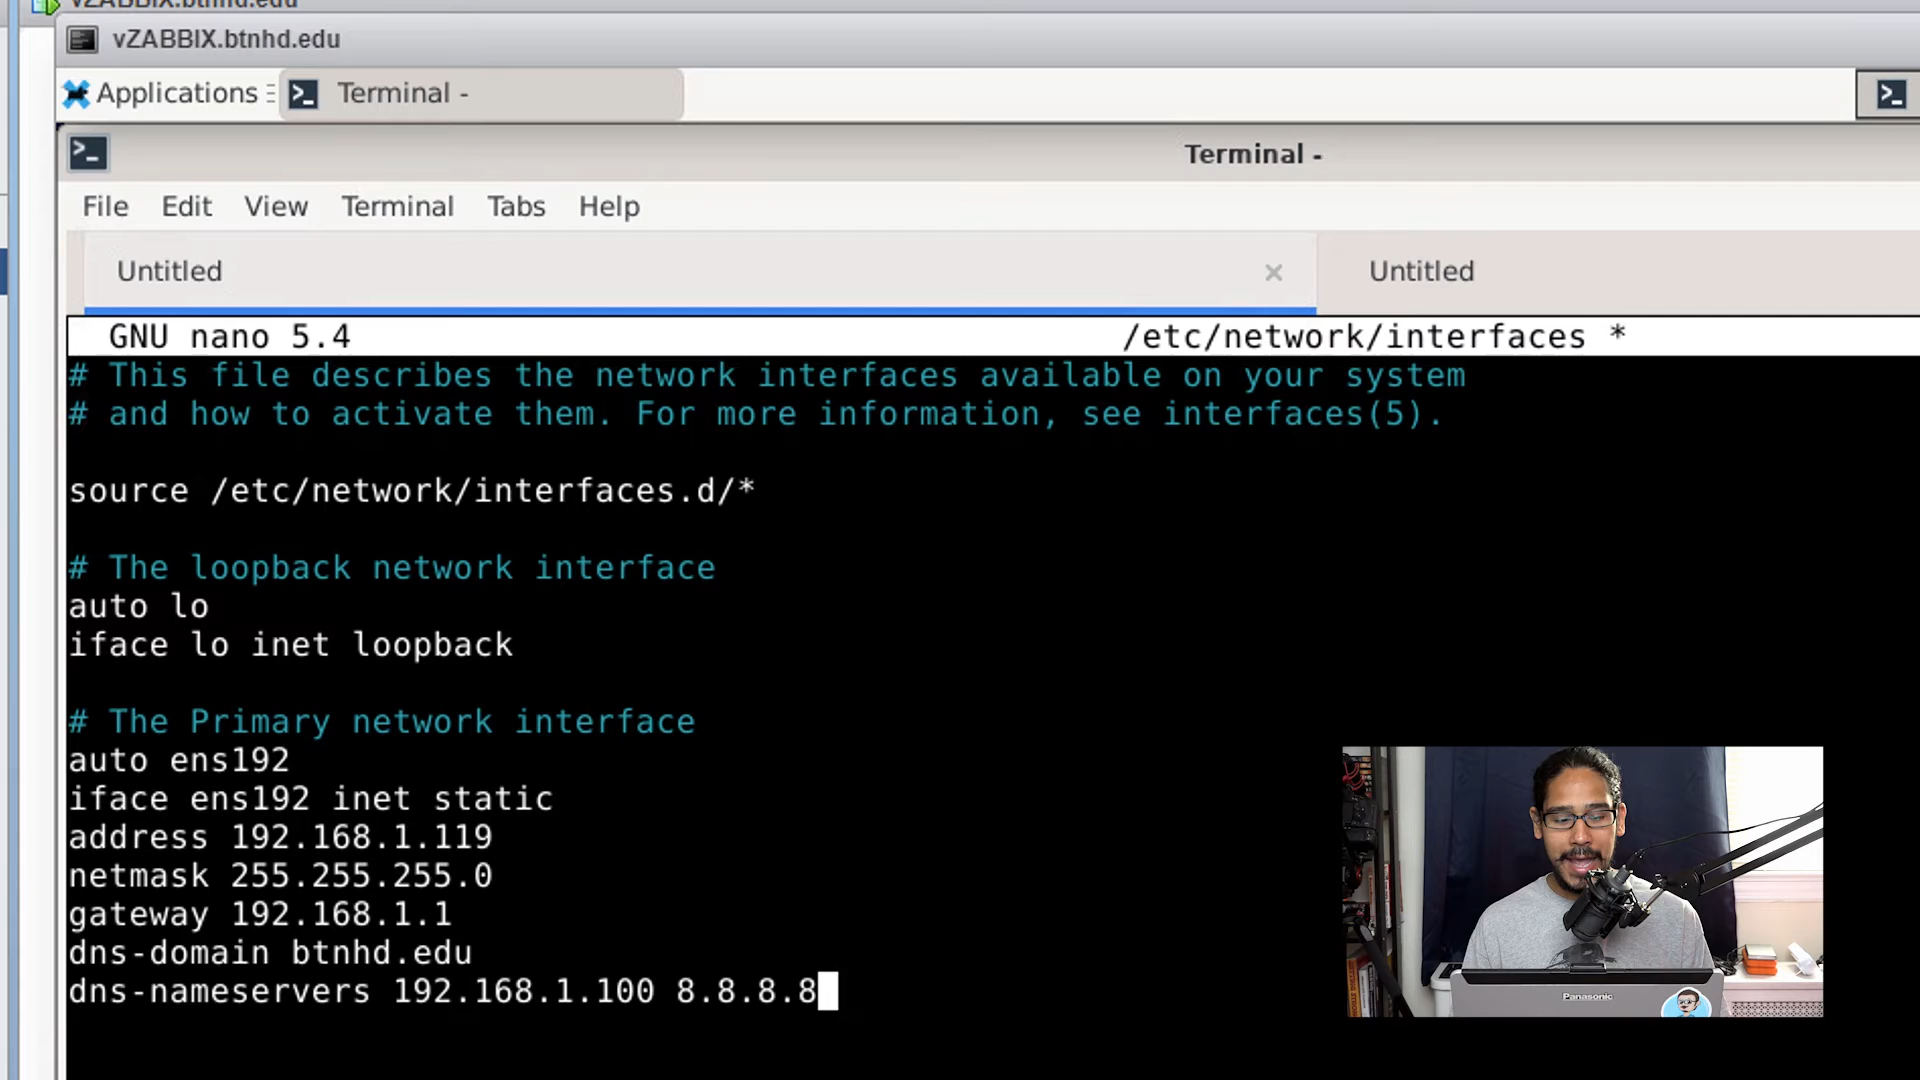 vZABBIX.btnhd.edu
vZABBIX.btnhd.edu
Applications
Terminal -
Terminal -
File Edit View Terminal Tabs Help
Untitled
Untitled
GNU nano 5.4 /etc/network/interfaces *
# This file describes the network interfaces available on your system
# and how to activate them. For more information, see interfaces(5).
source /etc/network/interfaces.d/*
# The loopback network interface
auto lo
iface lo inet loopback
# The Primary network interface
auto ens192
iface ens192 inet static
address 192.168.1.119
netmask 255.255.255.0
gateway 192.168.1.1
dns-domain btnhd.edu
dns-nameservers 192.168.1.100 8.8.8.8
Panasonic